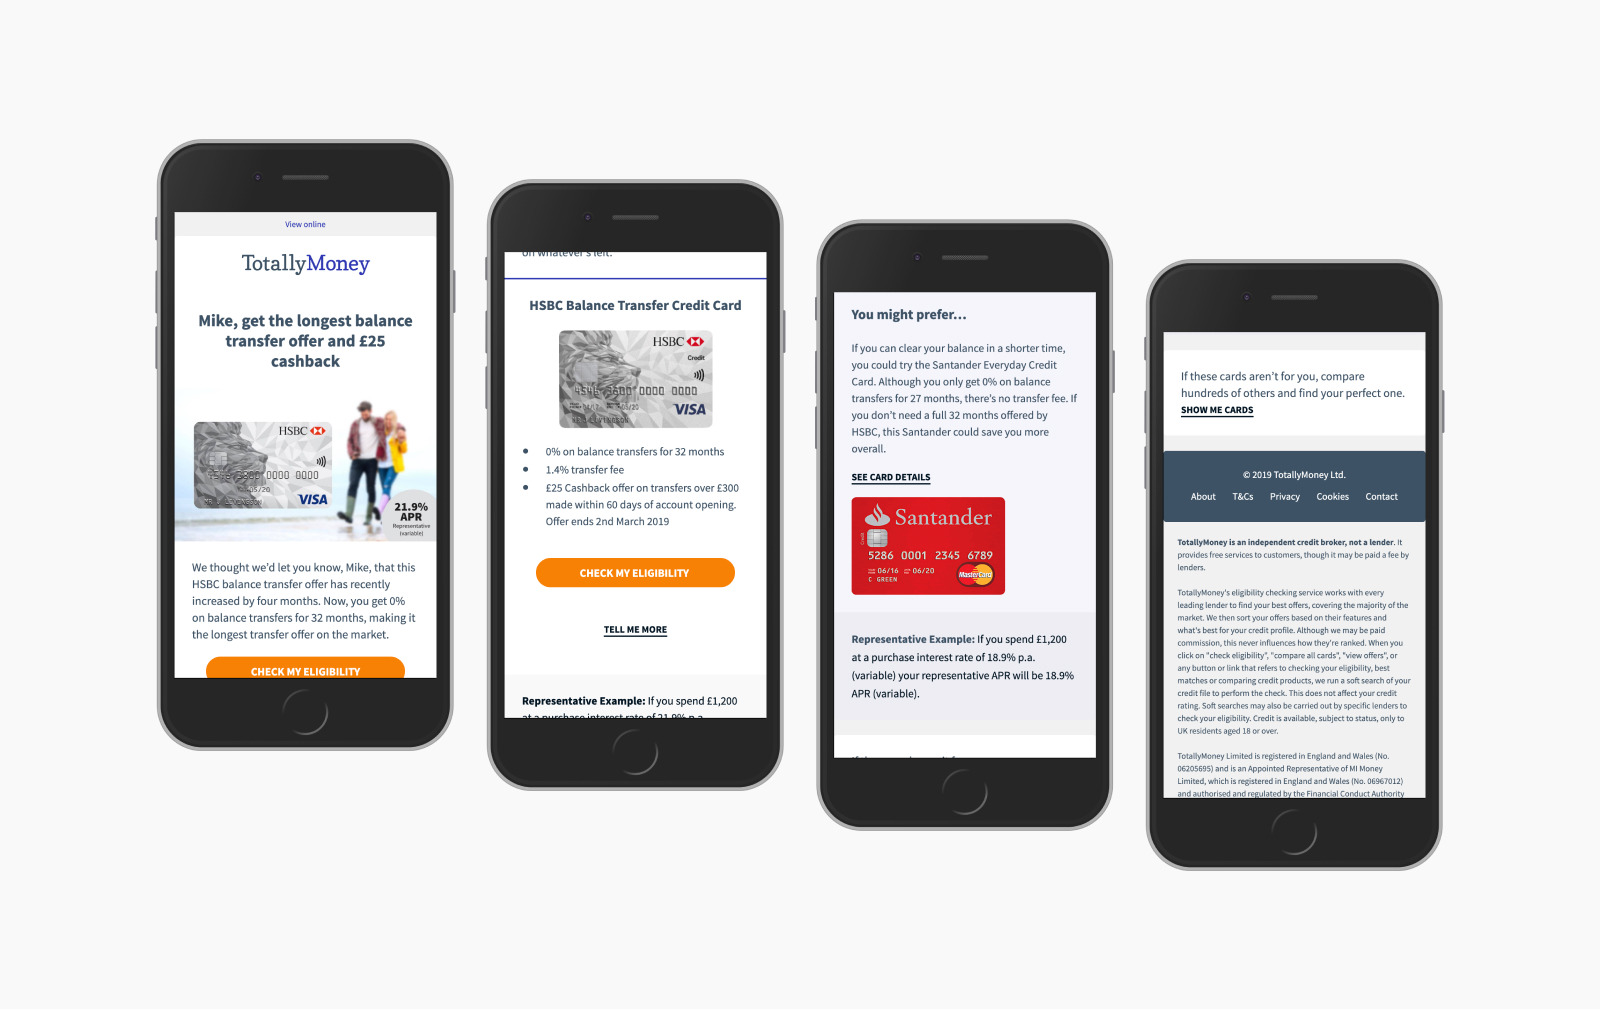 View online
TotallyMoney
Mike, get the longest balance
transfer offer and £25
cashback
HSBC
VISA
21.9%
APR
Representative
(variable)
We thought we'd let you know, Mike, that this
HSBC balance transfer offer has recently
increased by four months. Now, you get 0%
on balance transfers for 32 months, making it
the longest transfer offer on the market.
CHECK MY ELIGIBILITY
on whatever's left.
HSBC Balance Transfer Credit Card
HSBC
Credit
4546 3600 0000 0000
VISA
• 0% on balance transfers for 32 months
• 1.4% transfer fee
• £25 Cashback offer on transfers over £300
made within 60 days of account opening.
Offer ends 2nd March 2019
CHECK MY ELIGIBILITY
TELL ME MORE
Representative Example: If you spend £1,200
at a purchase interest rate of 21.9% p.a.
You might prefer...
If you can clear your balance in a shorter time,
you could try the Santander Everyday Credit
Card. Although you only get 0% on balance
transfers for 27 months, there's no transfer fee. If
you don't need a full 32 months offered by
HSBC, this Santander could save you more
overall.
SEE CARD DETAILS
Santander
Credit
5286 0001 2345 6789
06/16 06/20
C GREEN
MasterCard
Representative Example: If you spend £1,200
at a purchase interest rate of 18.9% p.a.
(variable) your representative APR will be 18.9%
APR (variable).
If these cards aren't for you, compare
hundreds of others and find your perfect one.
SHOW ME CARDS
© 2019 TotallyMoney Ltd.
About T&Cs Privacy Cookies Contact
TotallyMoney is an independent credit broker, not a lender. It
provides free services to customers, though it may be paid a fee by
lenders.
TotallyMoney's eligibility checking service works with every
leading lender to find your best offers, covering the majority of the
market. We then sort your offers based on their features and
what's best for your credit profile. Although we may be paid
commission, this never influences how they're ranked. When you
click on "check eligibility", "compare all cards", "view offers", or
any button or link that refers to checking your eligibility, best
matches or comparing credit products, we run a soft search of your
credit file to perform the check. This does not affect your credit
rating. Soft searches may also be carried out by specific lenders to
check your eligibility. Credit is available, subject to status, only to
UK residents aged 18 or over.
TotallyMoney Limited is registered in England and Wales (No.
06205695) and is an Appointed Representative of MI Money
Limited, which is registered in England and Wales (No. 06967012)
and authorised and regulated by the Financial Conduct Authority